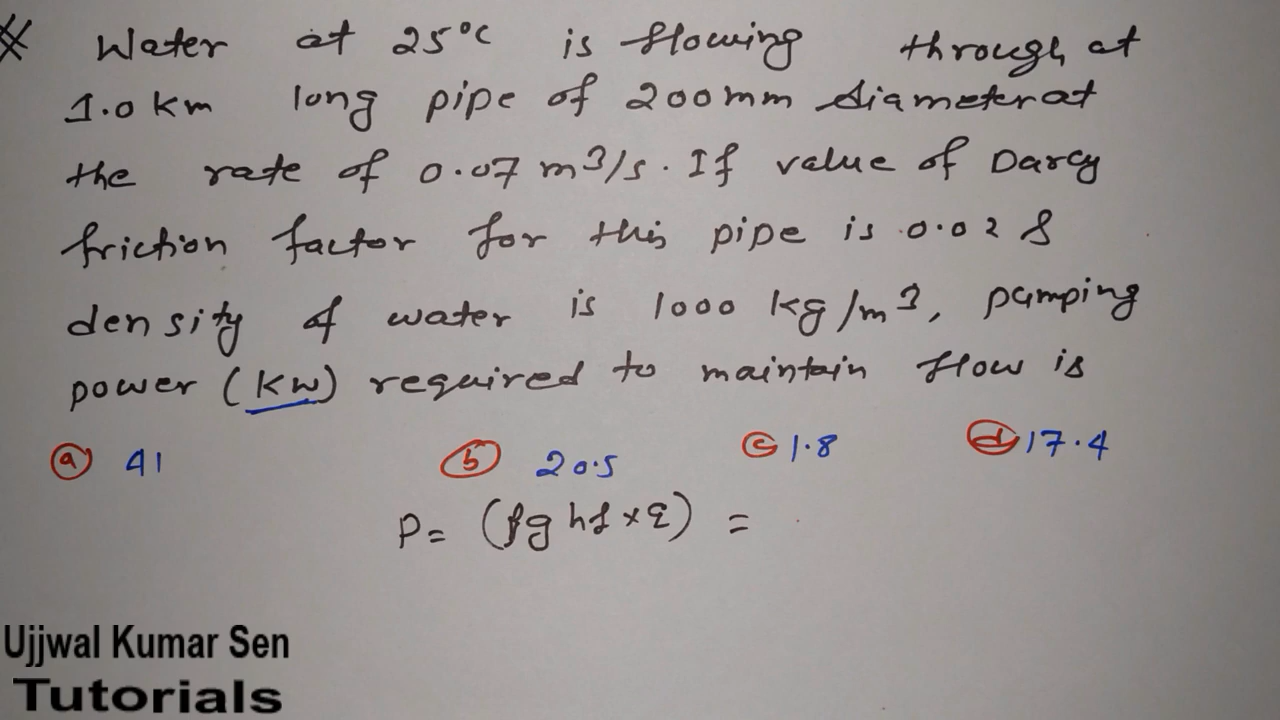 Water at 25°C is flowing through at
1.0 km long pipe of 200mm diameter at
the rate of 0.07 m³/s. If value of Darcy
friction factor for this pipe is 0.02 &
density of water is 1000 kg/m³, pumping
power (KW) required to maintain flow is
(a) 41 (b) 20.5 (c) 1.8 (d) 17.4
P = (ρg hf × Q) =
Ujjwal Kumar Sen
Tutorials